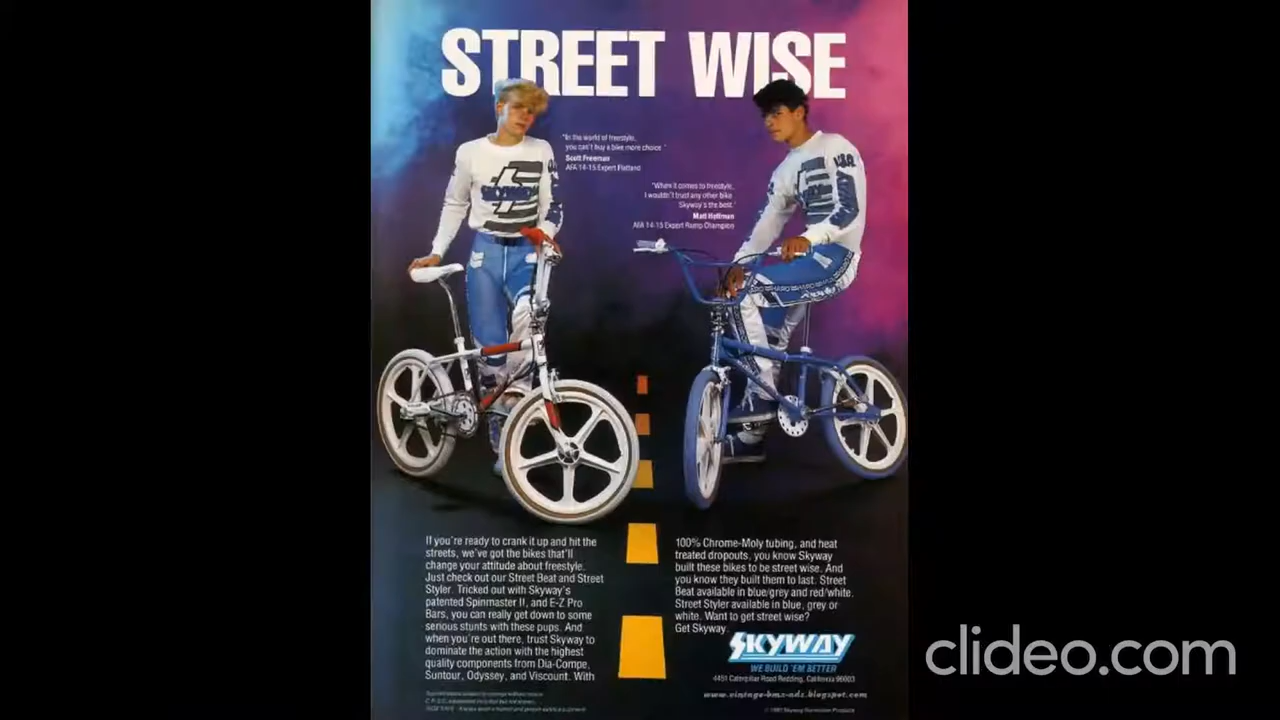 STREET WISE
"In the world of freestyle,
you can't buy a bike more choice."
Scott Freeman
AFA 14-15 Expert Flatland
"When it comes to freestyle,
I wouldn't trust any other bike.
Skyway's the best."
Matt Hoffman
AFA 14-15 Expert Ramp Champion
SKYWAY
If you're ready to crank it up and hit the
streets, we've got the bikes that'll
change your attitude about freestyle.
Just check out our Street Beat and Street
Styler. Tricked out with Skyway's
patented Spinmaster II, and E-Z Pro
Bars, you can really get down to some
serious stunts with these pups. And
when you're out there, trust Skyway to
dominate the action with the highest
quality components from Dia-Compe,
Suntour, Odyssey, and Viscount. With
100% Chrome-Moly tubing, and heat
treated dropouts, you know Skyway
built these bikes to be street wise. And
you know they built them to last. Street
Beat available in blue/grey and red/white.
Street Styler available in blue, grey or
white. Want to get street wise?
Get Skyway.
SKYWAY
WE BUILD 'EM BETTER
4451 Caterpillar Road Redding, California 96003
www.vintage-bmx-ads.blogspot.com
clideo.com